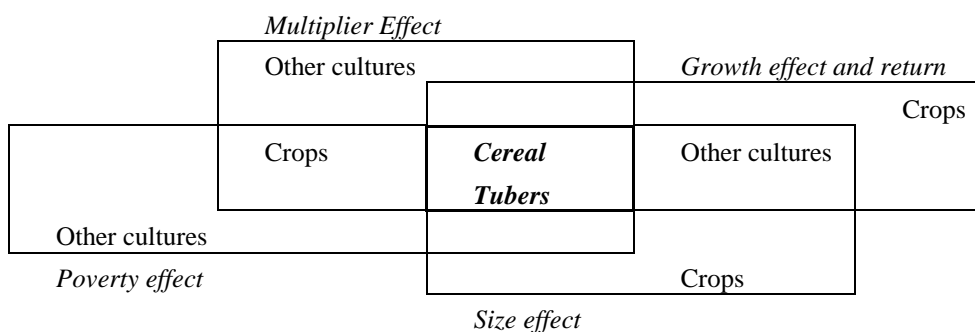 Multiplier Effect
Other cultures
Growth effect and return
Crops
Crops
Cereal
Other cultures
Tubers
Other cultures
Poverty effect
Crops
Size effect